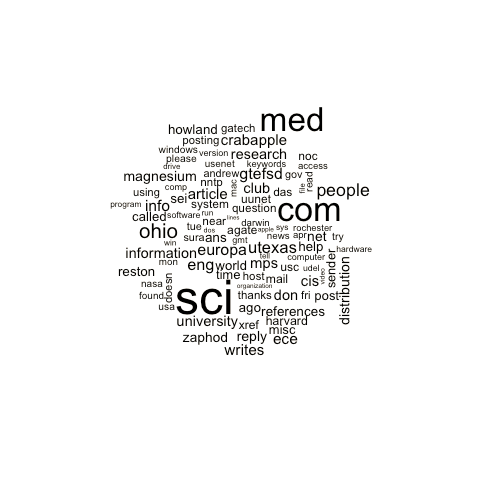 med
howland gatech
posting crabapple
windows version research noc
please usenet keywords access
drive andrew gtefsd gov read
magnesium nntp mac club das file people
using comp sei article uunet
program info system question com
called software run near lines darwin sys rochester
ohio tue dos agate apple news apr net try
win sura ans gmt utexas help hardware
information europa tell computer sender
mon eng world mps usc udel distribution
reston time host mail cis video
nasa doesn sci organization
found thanks don fri post
usa ago references
university xref harvard
zaphod reply misc ece
writes